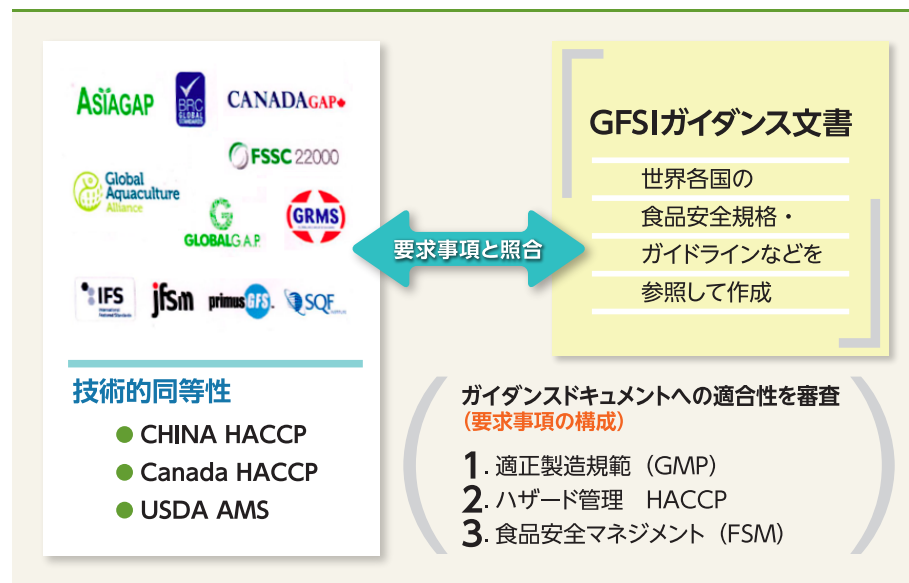 ASIAGAP
BRC
GLOBAL
STANDARDS
CANADAGAP
FSSC 22000
Global
Aquaculture
Alliance
GLOBALG.A.P.
GRMS
IFS
International
Featured Standards
jfsm
primusGFS.
SQF
技術的同等性
● CHINA HACCP
● Canada HACCP
● USDA AMS
要求事項と照合
GFSIガイダンス文書
世界各国の
食品安全規格・
ガイドラインなどを
参照して作成
ガイダンスドキュメントへの適合性を審査
（要求事項の構成）
1. 適正製造規範（GMP）
2. ハザード管理　HACCP
3. 食品安全マネジメント（FSM）